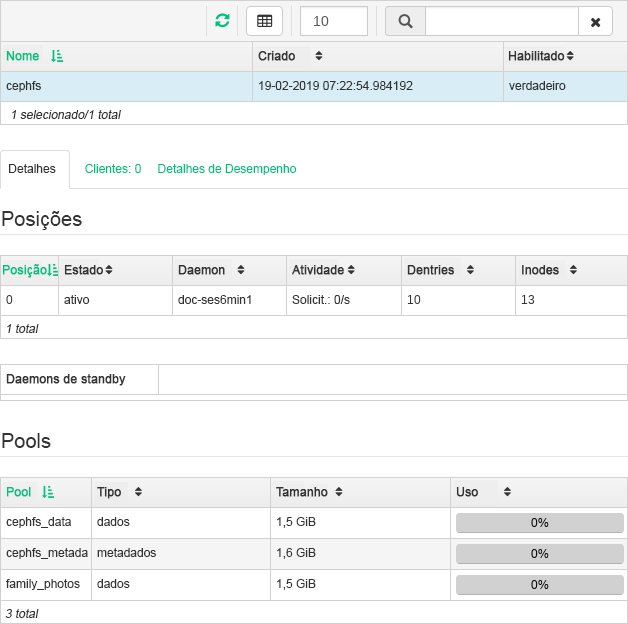 10
Nome Criado Habilitado
cephfs 19-02-2019 07:22:54.984192 verdadeiro
1 selecionado/1 total
Detalhes Clientes: 0 Detalhes de Desempenho
Posições
Posição Estado Daemon Atividade Dentries Inodes
0 ativo doc-ses6min1 Solicit.: 0/s 10 13
1 total
Daemons de standby
Pools
Pool Tipo Tamanho Uso
cephfs_data dados 1,5 GiB 0%
cephfs_metada metadados 1,6 GiB 0%
family_photos dados 1,5 GiB 0%
3 total